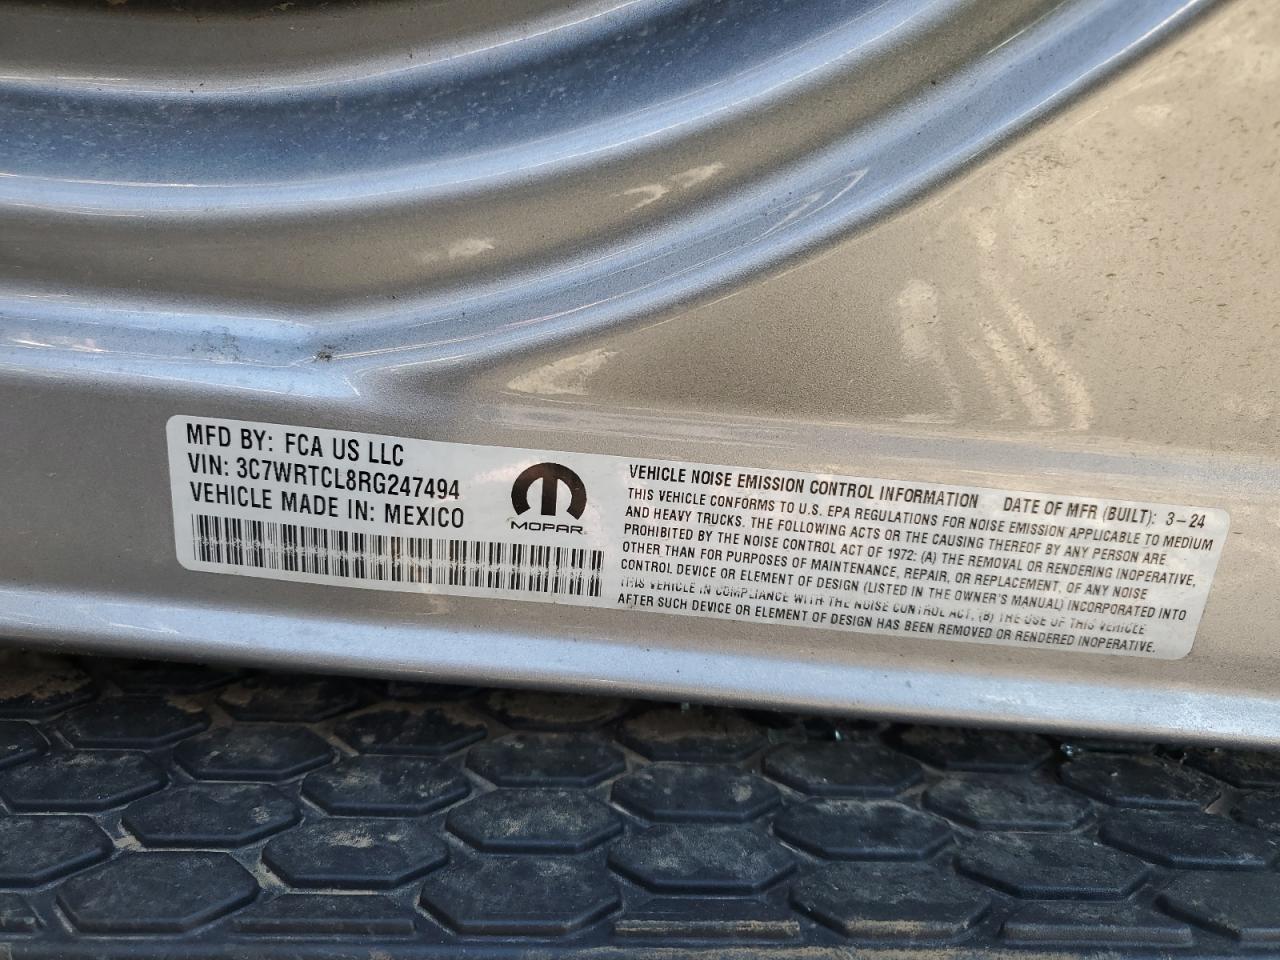 MFD BY: FCA US LLC
VIN: 3C7WRTCL8RG247494
VEHICLE MADE IN: MEXICO
MOPAR
VEHICLE NOISE EMISSION CONTROL INFORMATION DATE OF MFR (BUILT): 3-24
THIS VEHICLE CONFORMS TO U.S. EPA REGULATIONS FOR NOISE EMISSION APPLICABLE TO MEDIUM
AND HEAVY TRUCKS. THE FOLLOWING ACTS OR THE CAUSING THEREOF BY ANY PERSON ARE
PROHIBITED BY THE NOISE CONTROL ACT OF 1972: (A) THE REMOVAL OR RENDERING INOPERATIVE,
OTHER THAN FOR PURPOSES OF MAINTENANCE, REPAIR, OR REPLACEMENT, OF ANY NOISE
CONTROL DEVICE OR ELEMENT OF DESIGN (LISTED IN THE OWNER'S MANUAL) INCORPORATED INTO
THIS VEHICLE IN COMPLIANCE WITH THE NOISE CONTROL ACT, (B) THE USE OF THIS VEHICLE
AFTER SUCH DEVICE OR ELEMENT OF DESIGN HAS BEEN REMOVED OR RENDERED INOPERATIVE.